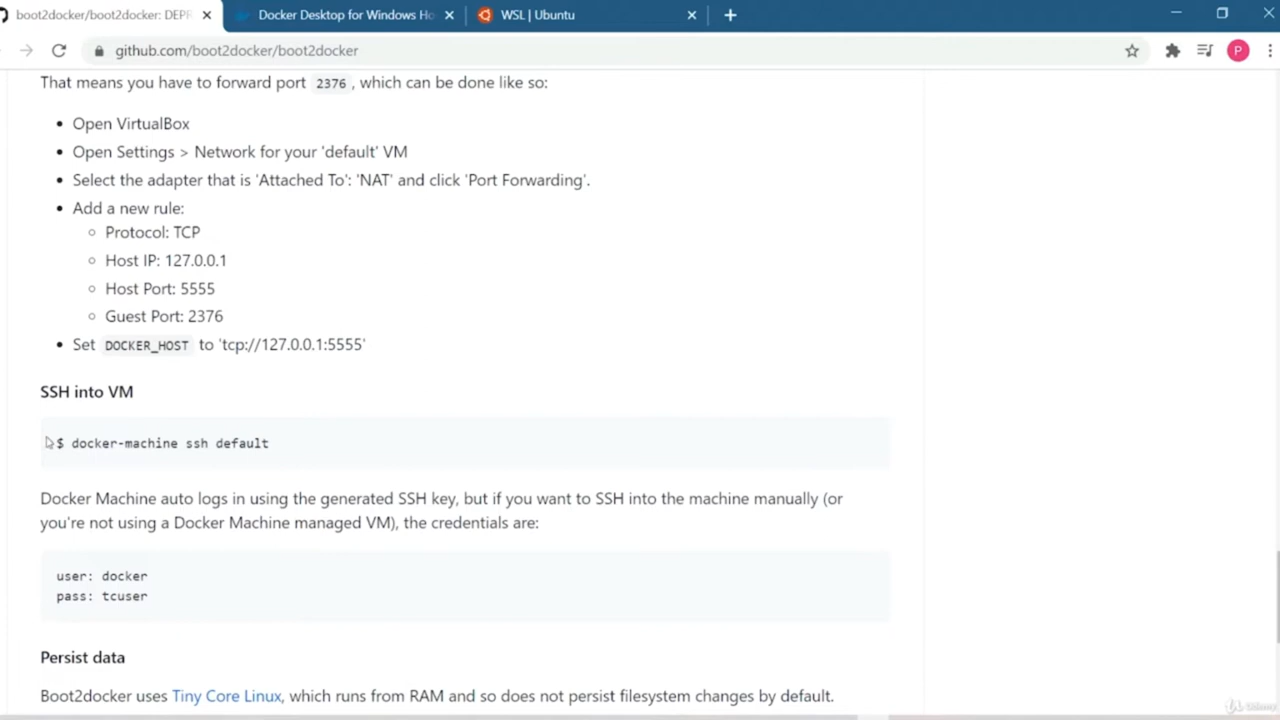 boot2docker/boot2docker: DEPR
Docker Desktop for Windows Ho
WSL | Ubuntu
github.com/boot2docker/boot2docker
P
That means you have to forward port 2376, which can be done like so:
Open VirtualBox
Open Settings > Network for your 'default' VM
Select the adapter that is 'Attached To': 'NAT' and click 'Port Forwarding'.
Add a new rule:
Protocol: TCP
Host IP: 127.0.0.1
Host Port: 5555
Guest Port: 2376
Set DOCKER_HOST to 'tcp://127.0.0.1:5555'
SSH into VM
$ docker-machine ssh default
Docker Machine auto logs in using the generated SSH key, but if you want to SSH into the machine manually (or
you're not using a Docker Machine managed VM), the credentials are:
user: docker
pass: tcuser
Persist data
Boot2docker uses Tiny Core Linux, which runs from RAM and so does not persist filesystem changes by default.
Udemy